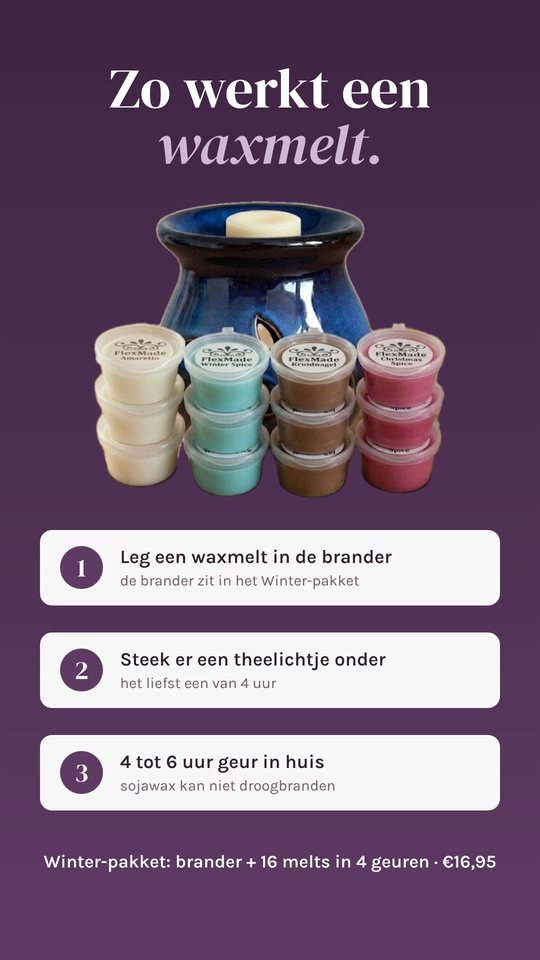 Zo werkt een
waxmelt.
FlexMade
Amaretto
FlexMade
Winter Spice
FlexMade
Kruidnagel
FlexMade
Christmas
Spice
Spice
Spice
1
Leg een waxmelt in de brander
de brander zit in het Winter-pakket
2
Steek er een theelichtje onder
het liefst een van 4 uur
3
4 tot 6 uur geur in huis
sojawax kan niet droogbranden
Winter-pakket: brander + 16 melts in 4 geuren · €16,95